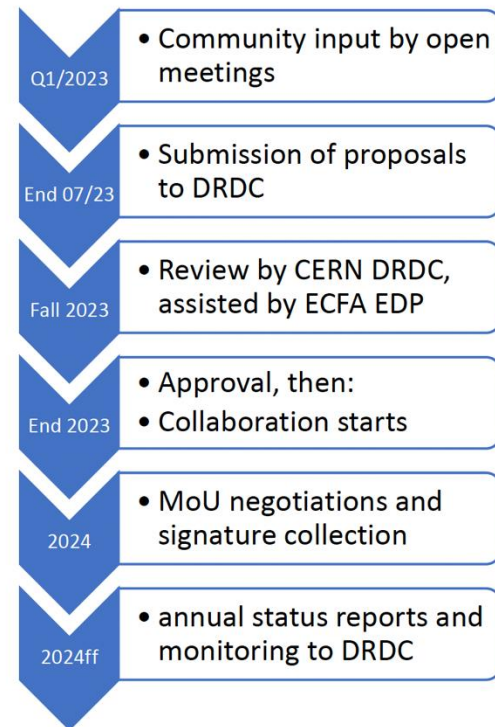 Q1/2023
• Community input by open
meetings
End 07/23
• Submission of proposals
to DRDC
Fall 2023
• Review by CERN DRDC,
assisted by ECFA EDP
End 2023
• Approval, then:
• Collaboration starts
2024
• MoU negotiations and
signature collection
2024ff
• annual status reports and
monitoring to DRDC